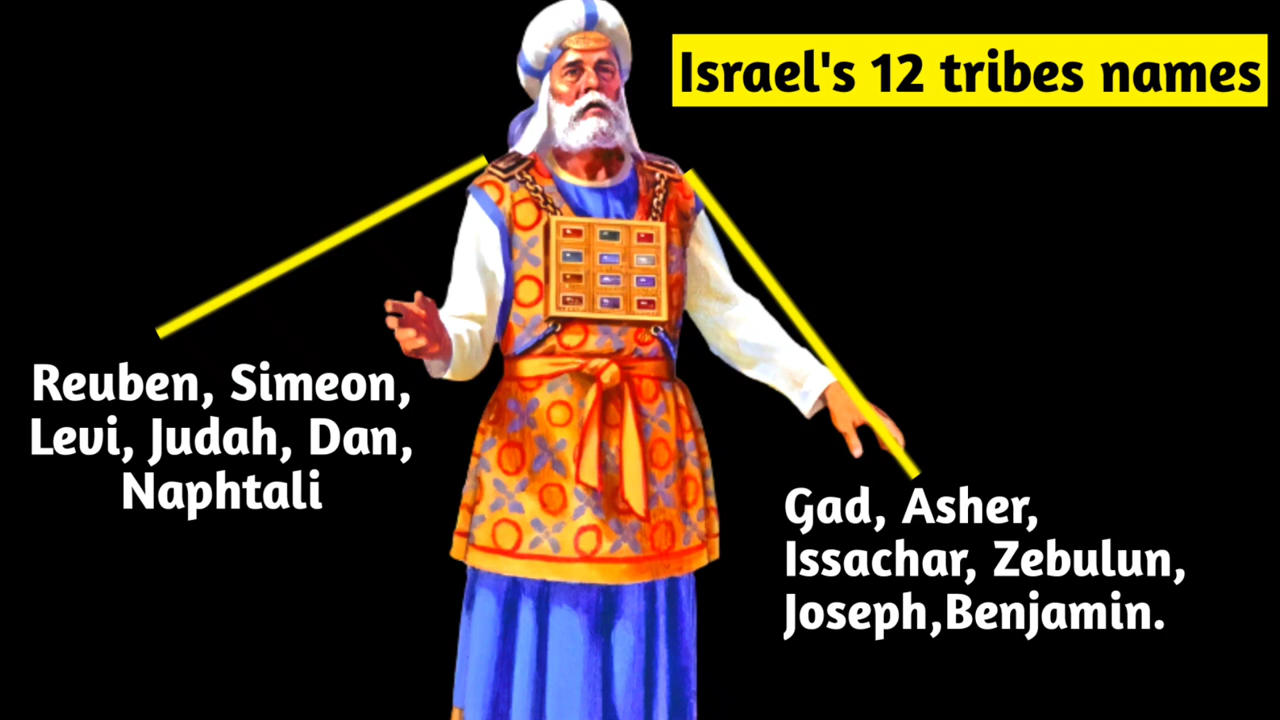 Israel's 12 tribes names
Reuben, Simeon,
Levi, Judah, Dan,
Naphtali
Gad, Asher,
Issachar, Zebulun,
Joseph,Benjamin.